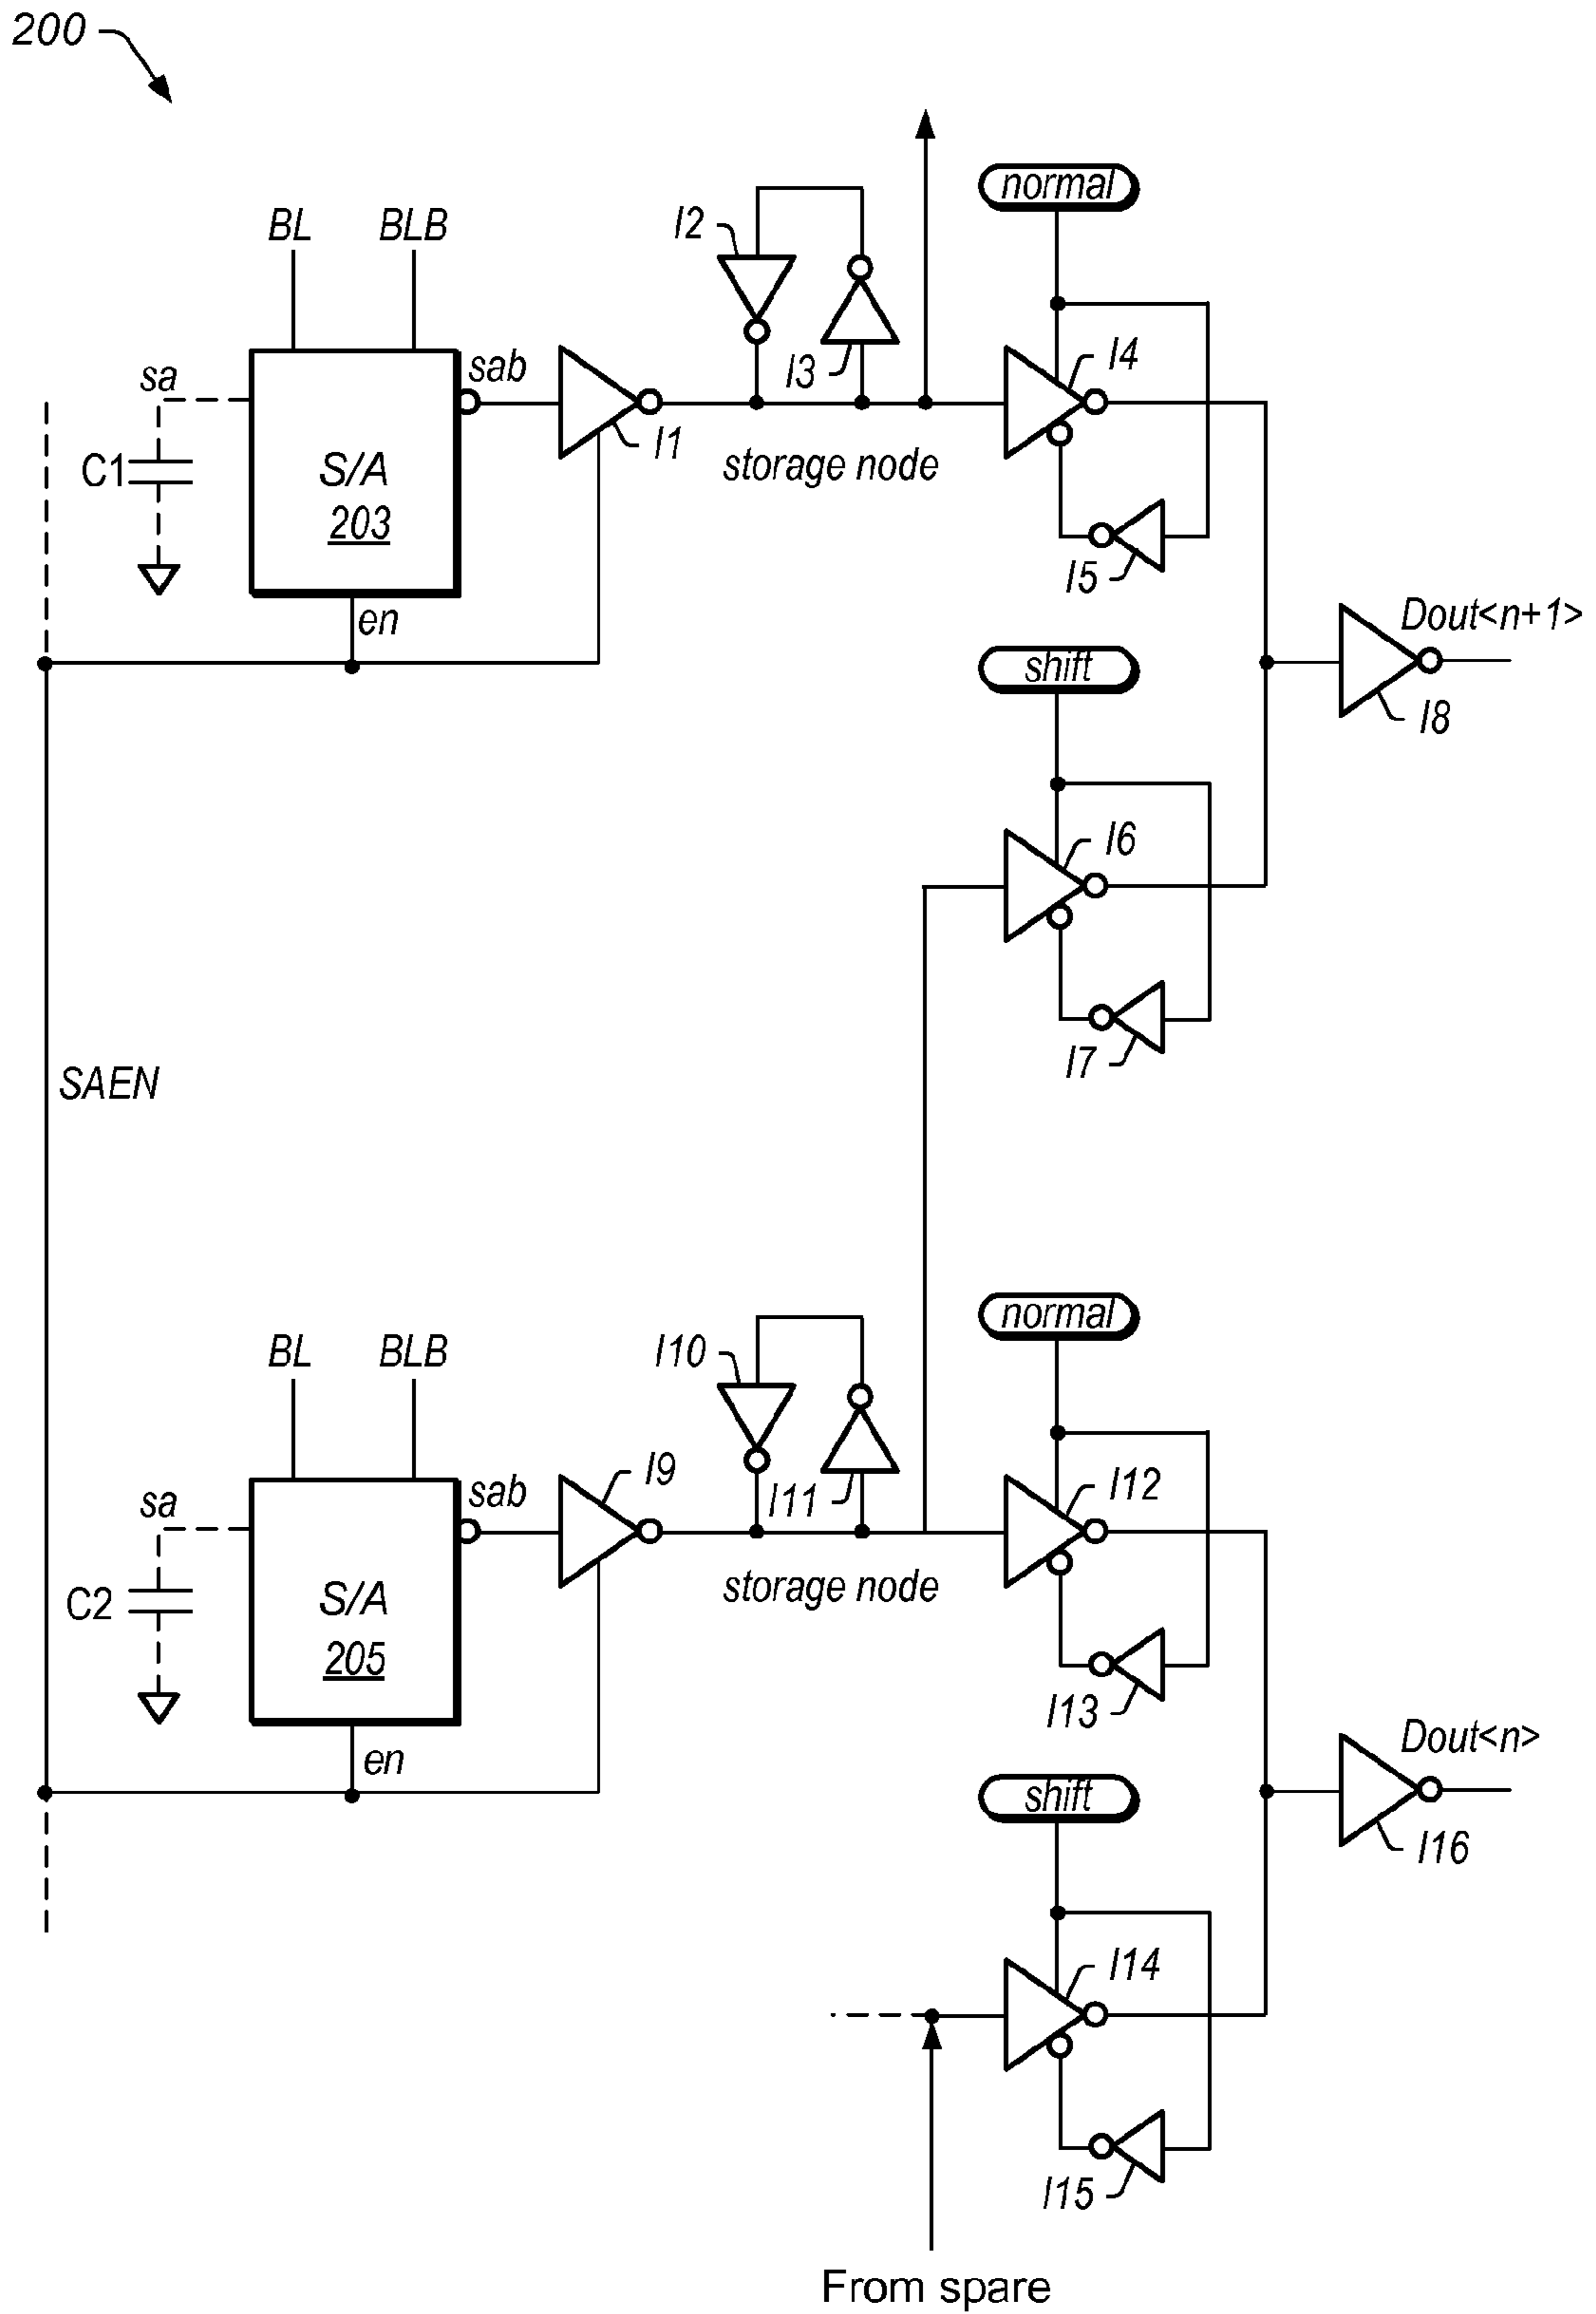 200
normal
BL BLB I2
sa sab I3 I4
C1 S/A I1 storage node
203
I5
en Dout<n+1>
shift
I8
I6
I7
SAEN
normal
BL BLB I10
sa sab I9 I11 I12
C2 S/A storage node
205
I13
en Dout<n>
shift
I16
I14
I15
From spare